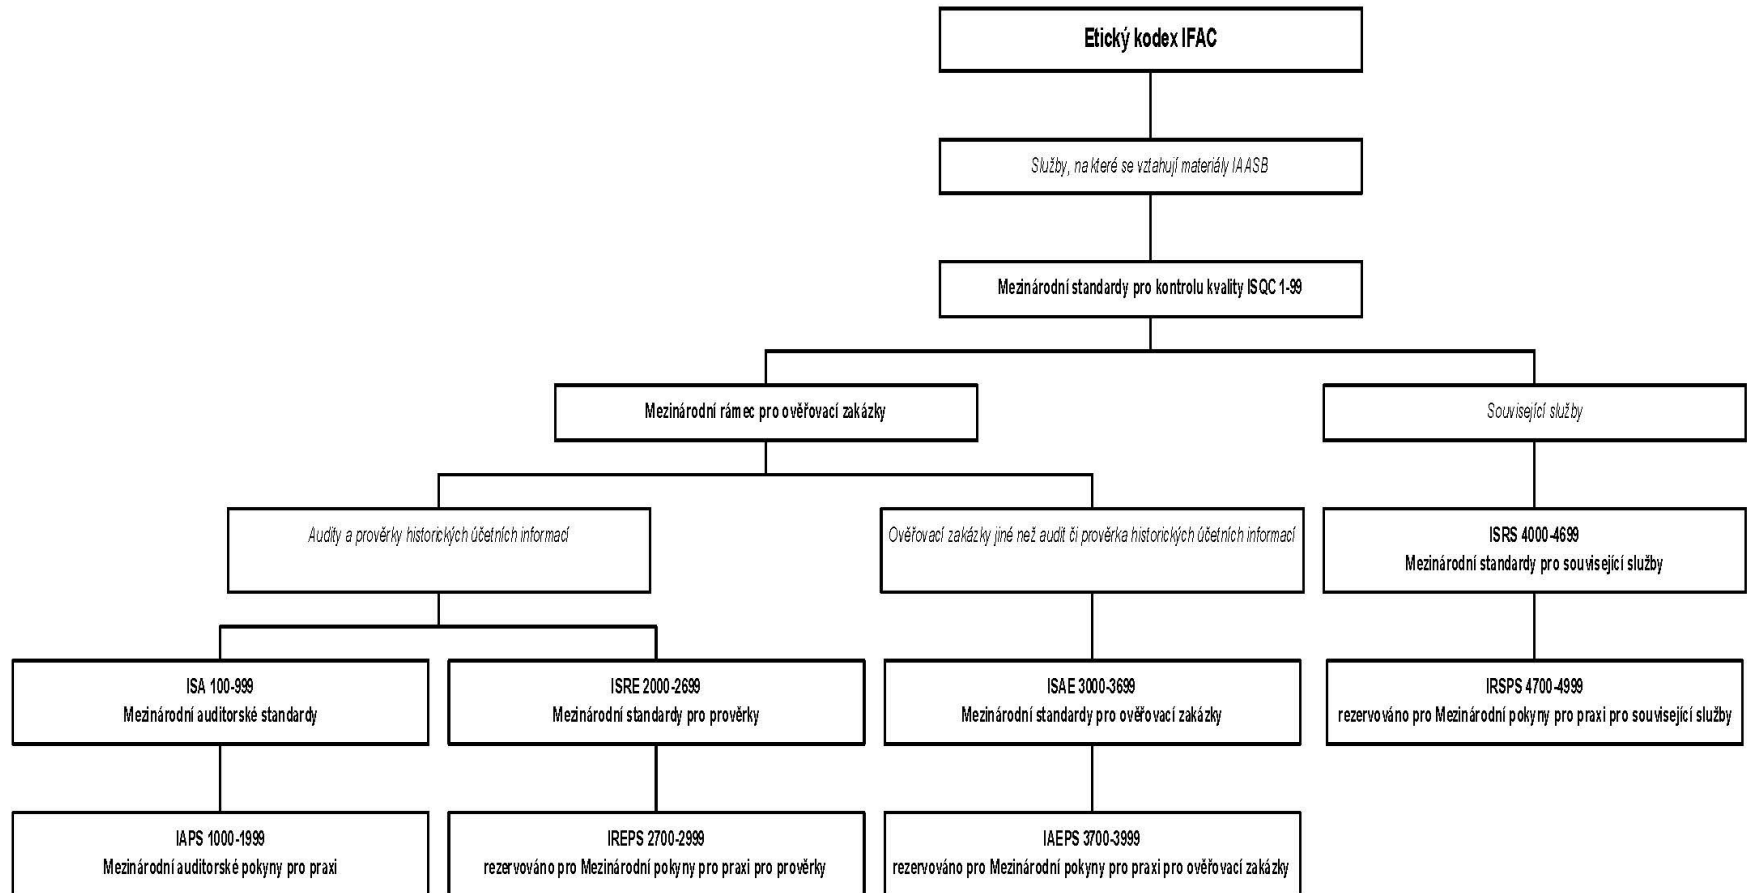 Etický kodex IFAC
Služby, na které se vztahují materiály IAASB
Mezinárodní standardy pro kontrolu kvality ISQC 1-99
Mezinárodní rámec pro ověřovací zakázky
Související služby
Audity a prověrky historických účetních informací
Ověřovací zakázky jiné než audit či prověrka historických účetních informací
ISRS 4000-4699
Mezinárodní standardy pro související služby
ISA 100-999
Mezinárodní auditorské standardy
ISRE 2000-2699
Mezinárodní standardy pro prověrky
ISAE 3000-3699
Mezinárodní standardy pro ověřovací zakázky
IRSPS 4700-4999
rezervováno pro Mezinárodní pokyny pro praxi pro související služby
IAPS 1000-1999
Mezinárodní auditorské pokyny pro praxi
IREPS 2700-2999
rezervováno pro Mezinárodní pokyny pro praxi pro prověrky
IAEPS 3700-3999
rezervováno pro Mezinárodní pokyny pro praxi pro ověřovací zakázky